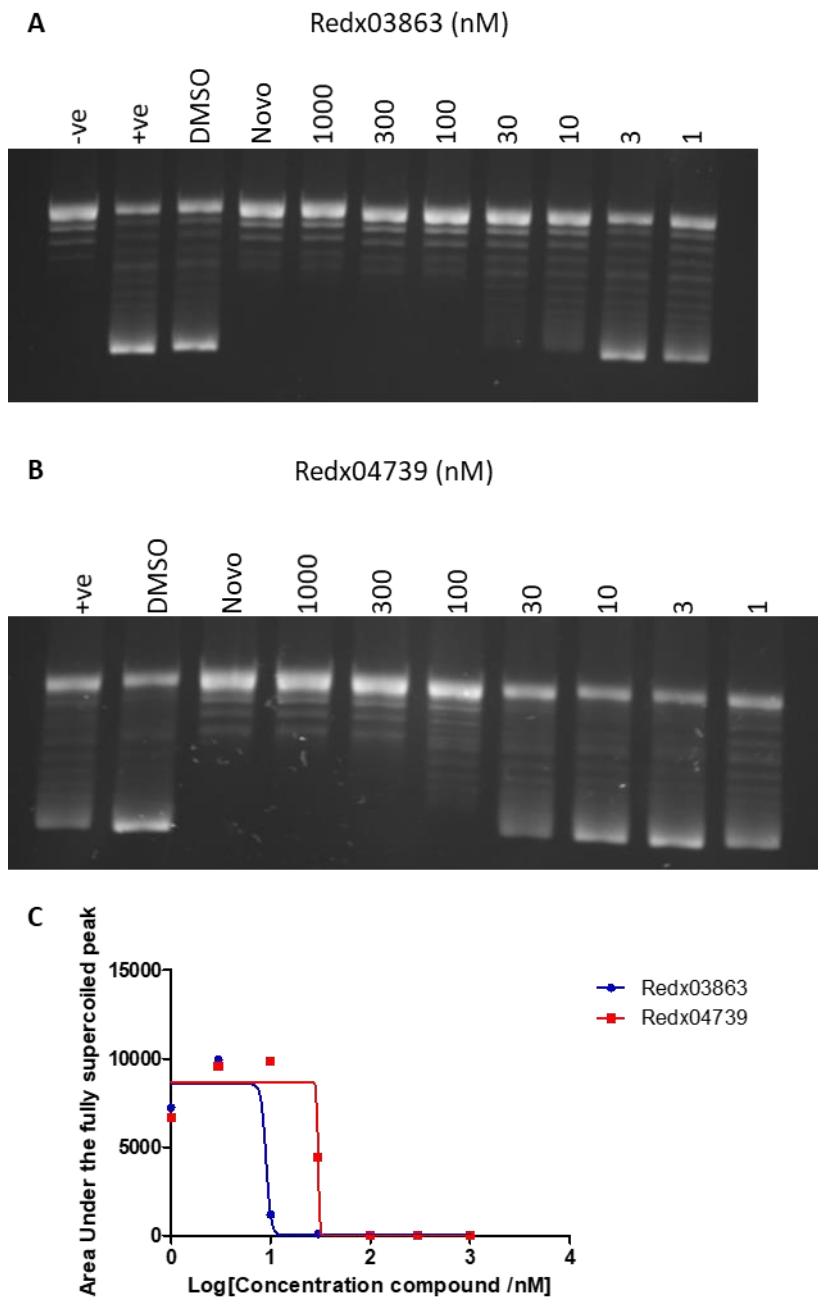 A
Redx03863 (nM)
-ve +ve DMSO Novo 1000 300 100 30 10 3 1
B
Redx04739 (nM)
+ve DMSO Novo 1000 300 100 30 10 3 1
C
Area Under the fully supercoiled peak
15000
10000
5000
0
0 1 2 3 4
Log[Concentration compound /nM]
Redx03863
Redx04739